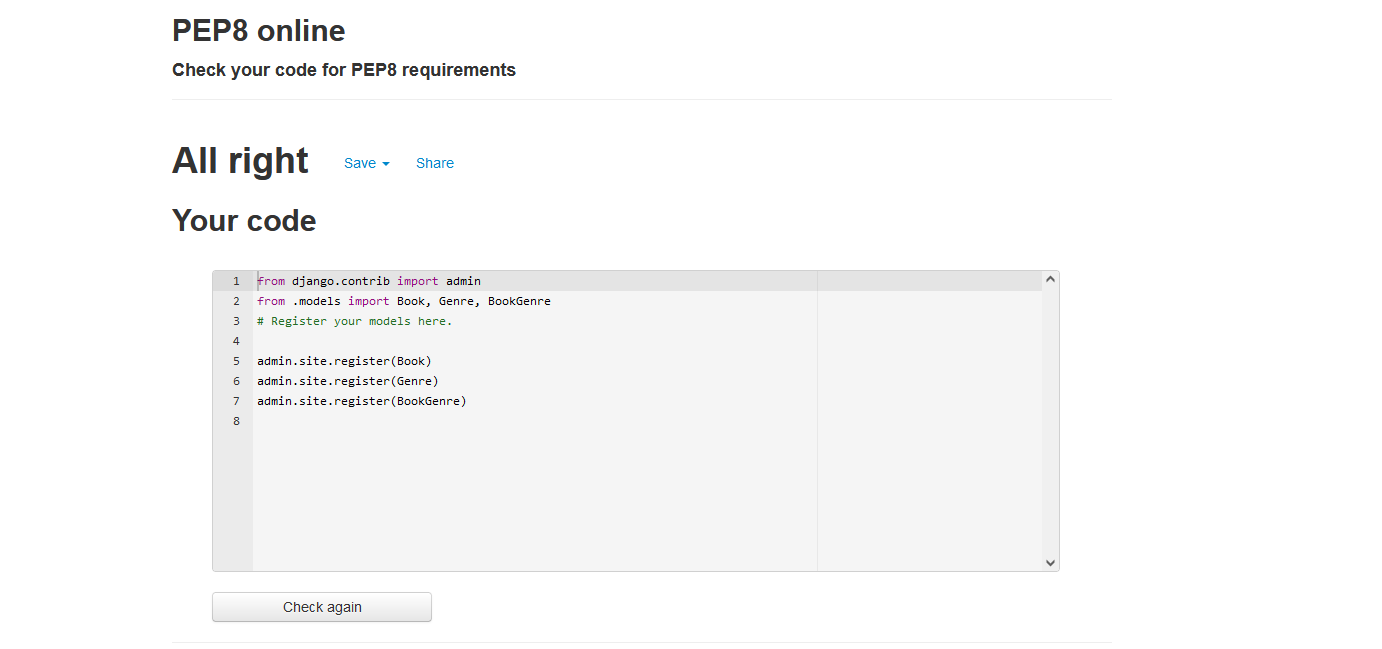 PEP8 online
Check your code for PEP8 requirements
All right Save Share
Your code
1 from django.contrib import admin
2 from .models import Book, Genre, BookGenre
3 # Register your models here.
4
5 admin.site.register(Book)
6 admin.site.register(Genre)
7 admin.site.register(BookGenre)
8
Check again